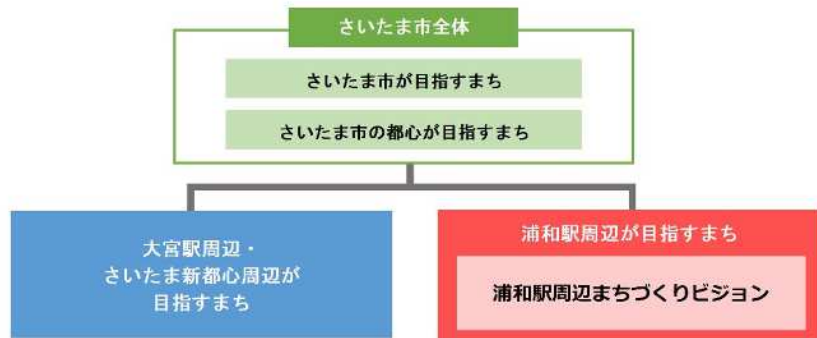 さいたま市全体
さいたま市が目指すまち
さいたま市の都心が目指すまち
大宮駅周辺・
さいたま新都心周辺が
目指すまち
浦和駅周辺が目指すまち
浦和駅周辺まちづくりビジョン